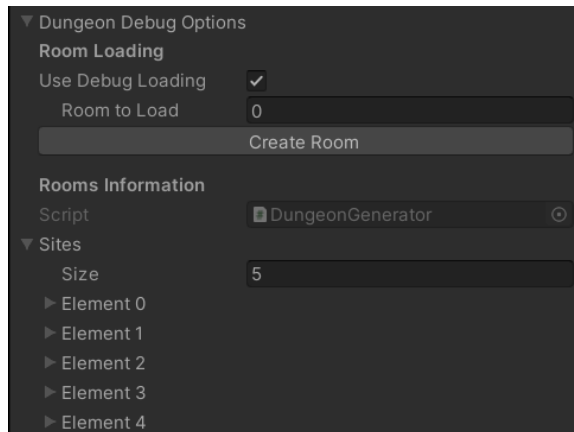 Dungeon Debug Options
Room Loading
Use Debug Loading
Room to Load 0
Create Room
Rooms Information
Script DungeonGenerator
Sites
Size 5
Element 0
Element 1
Element 2
Element 3
Element 4